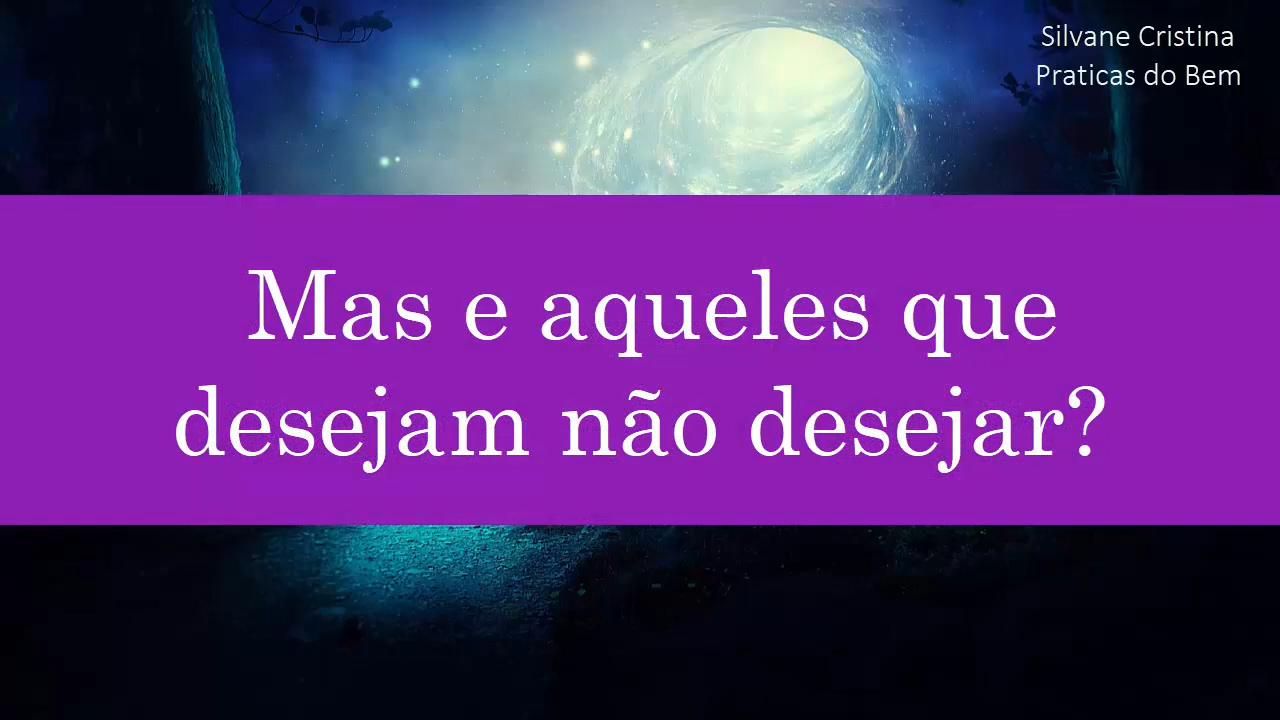 Silvane Cristina
Praticas do Bem
Mas e aqueles que
desejam não desejar?